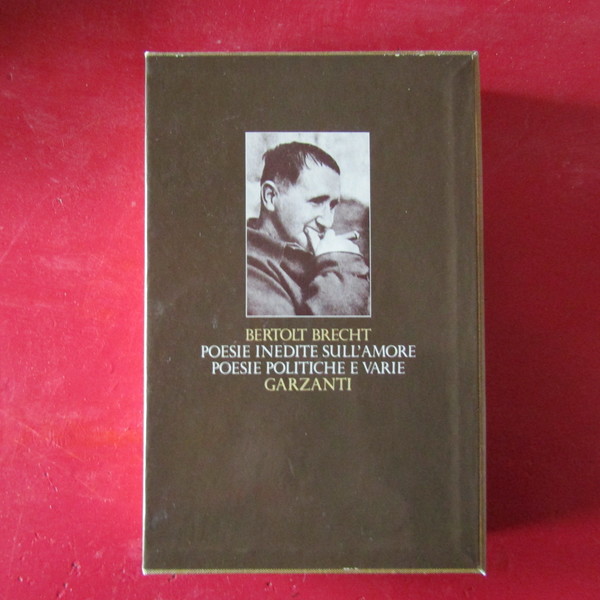 BERTOLT BRECHT
POESIE INEDITE SULL'AMORE
POESIE POLITICHE E VARIE
GARZANTI